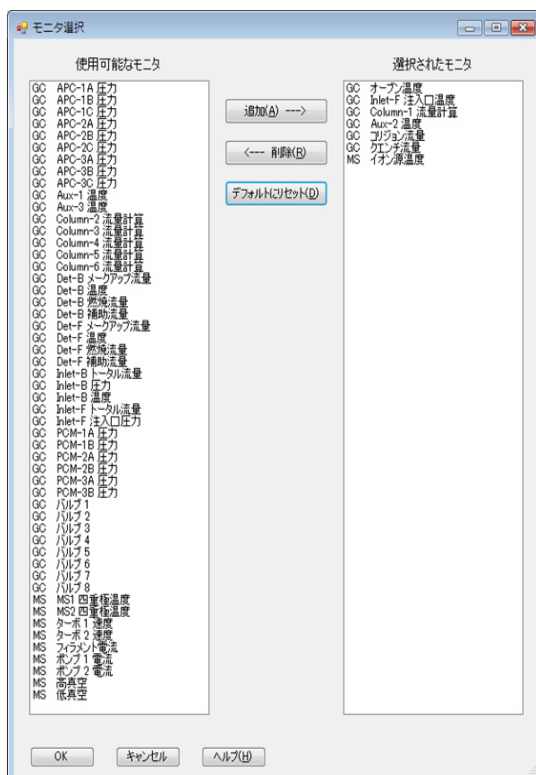 モニタ選択
使用可能なモニタ
GC APC-1A 圧力
GC APC-1B 圧力
GC APC-1C 圧力
GC APC-2A 圧力
GC APC-2B 圧力
GC APC-2C 圧力
GC APC-3A 圧力
GC APC-3B 圧力
GC APC-3C 圧力
GC Aux-1 温度
GC Aux-3 温度
GC Column-2 流量計算
GC Column-3 流量計算
GC Column-4 流量計算
GC Column-5 流量計算
GC Column-6 流量計算
GC Det-B メークアップ流量
GC Det-B 温度
GC Det-B 燃焼流量
GC Det-B 補助流量
GC Det-F メークアップ流量
GC Det-F 温度
GC Det-F 燃焼流量
GC Det-F 補助流量
GC Inlet-B トータル流量
GC Inlet-B 圧力
GC Inlet-B 温度
GC Inlet-F トータル流量
GC Inlet-F 注入口圧力
GC PCM-1A 圧力
GC PCM-1B 圧力
GC PCM-2A 圧力
GC PCM-2B 圧力
GC PCM-3A 圧力
GC PCM-3B 圧力
GC バルブ 1
GC バルブ 2
GC バルブ 3
GC バルブ 4
GC バルブ 5
GC バルブ 6
GC バルブ 7
GC バルブ 8
MS MS1 四重極温度
MS MS2 四重極温度
MS ターボ 1 速度
MS ターボ 2 速度
MS フィラメント電流
MS ポンプ 1 電流
MS ポンプ 2 電流
MS 高真空
MS 低真空
追加(A) --->
<--- 削除(R)
デフォルトにリセット(D)
選択されたモニタ
GC オーブン温度
GC Inlet-F 注入口温度
GC Column-1 流量計算
GC Aux-2 温度
GC コリジョン流量
GC クエンチ流量
MS イオン源温度
OK
キャンセル
ヘルプ(H)